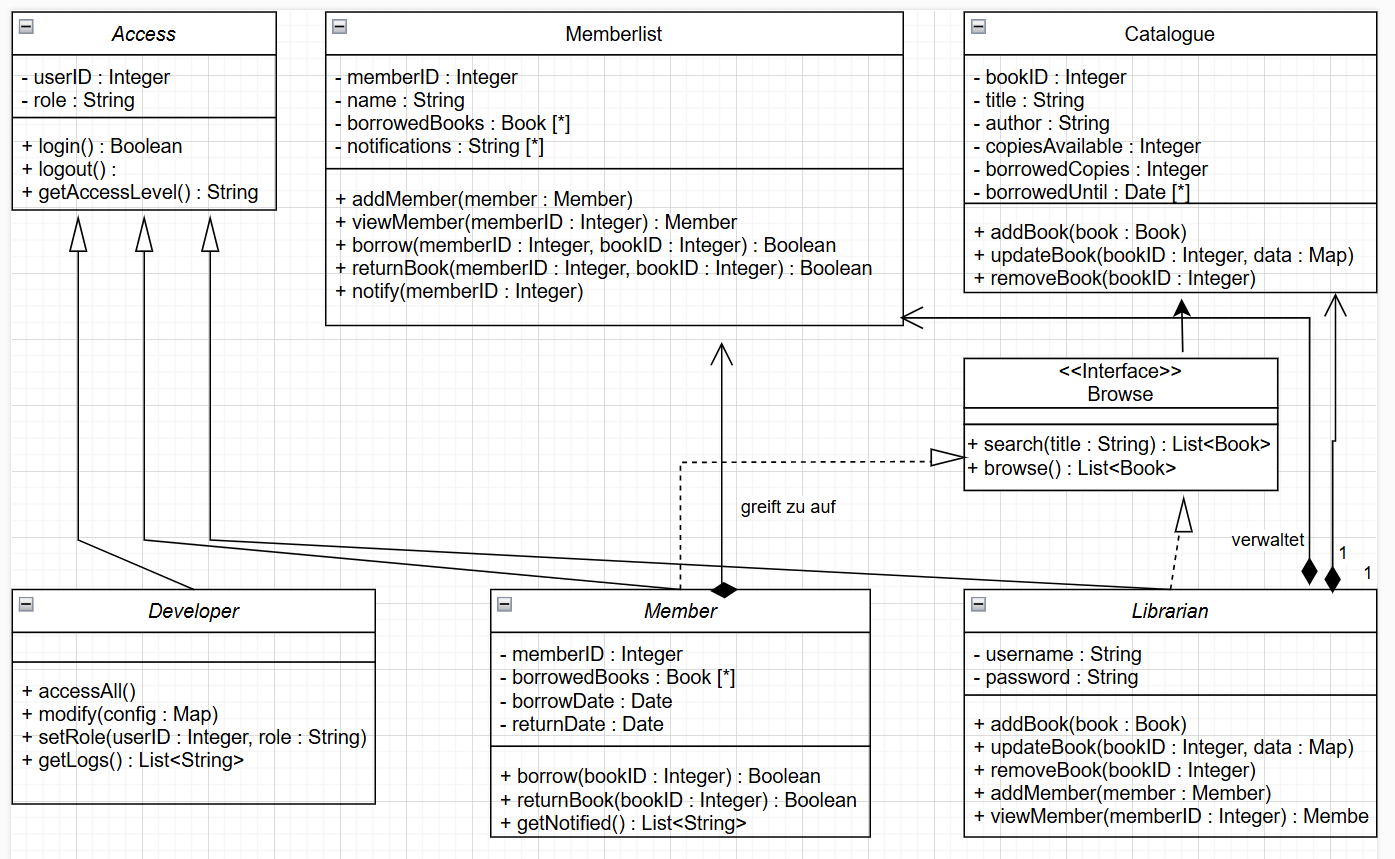 Access
- userID : Integer
- role : String
+ login() : Boolean
+ logout() :
+ getAccessLevel() : String
Memberlist
- memberID : Integer
- name : String
- borrowedBooks : Book [*]
- notifications : String [*]
+ addMember(member : Member)
+ viewMember(memberID : Integer) : Member
+ borrow(memberID : Integer, bookID : Integer) : Boolean
+ returnBook(memberID : Integer, bookID : Integer) : Boolean
+ notify(memberID : Integer)
Catalogue
- bookID : Integer
- title : String
- author : String
- copiesAvailable : Integer
- borrowedCopies : Integer
- borrowedUntil : Date [*]
+ addBook(book : Book)
+ updateBook(bookID : Integer, data : Map)
+ removeBook(bookID : Integer)
<<Interface>>
Browse
+ search(title : String) : List<Book>
+ browse() : List<Book>
greift zu auf
verwaltet
1
1
Developer
+ accessAll()
+ modify(config : Map)
+ setRole(userID : Integer, role : String)
+ getLogs() : List<String>
Member
- memberID : Integer
- borrowedBooks : Book [*]
- borrowDate : Date
- returnDate : Date
+ borrow(bookID : Integer) : Boolean
+ returnBook(bookID : Integer) : Boolean
+ getNotified() : List<String>
Librarian
- username : String
- password : String
+ addBook(book : Book)
+ updateBook(bookID : Integer, data : Map)
+ removeBook(bookID : Integer)
+ addMember(member : Member)
+ viewMember(memberID : Integer) : Membe